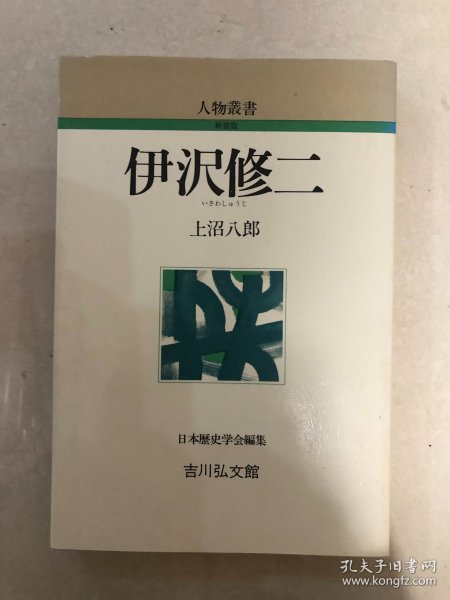 人物叢書
新装版
伊沢修二
いさわしゅうじ
上沼八郎
日本歴史学会編集
吉川弘文館
孔夫子旧书网
www.kongfz.com